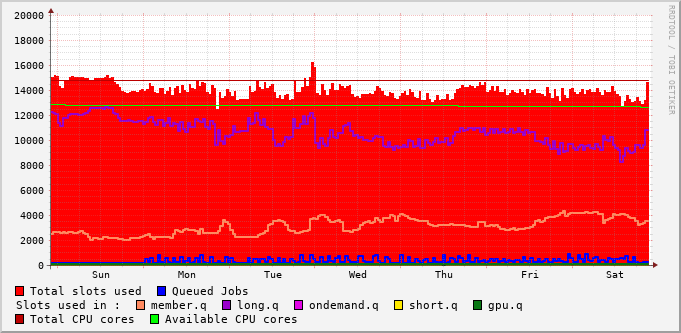 20000
18000
16000
14000
12000
10000
8000
6000
4000
2000
0
Sun Mon Tue Wed Thu Fri Sat
RRDTOOL / TOBI OETIKER
Total slots used Queued Jobs
Slots used in : member.q long.q ondemand.q short.q gpu.q
Total CPU cores Available CPU cores